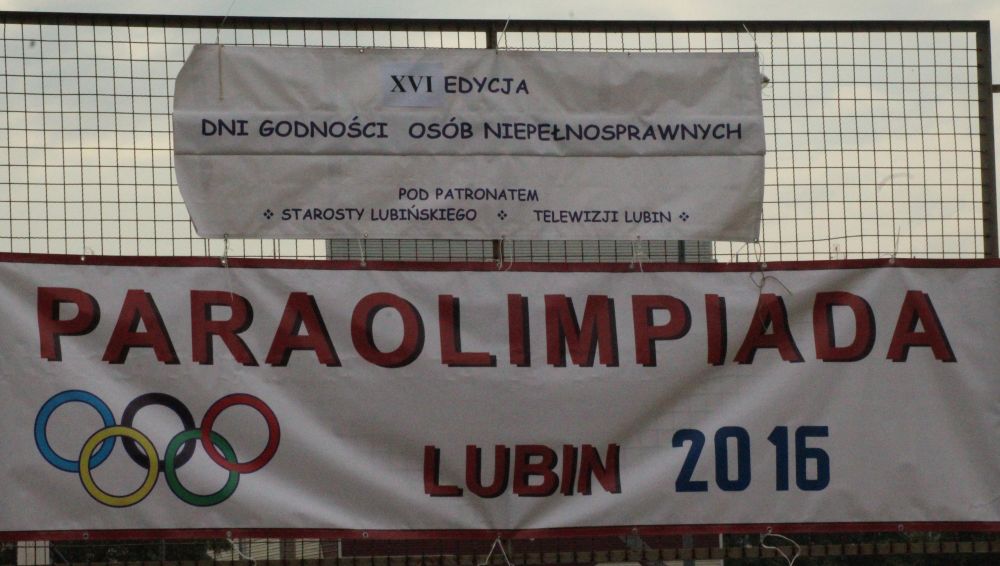 XVI EDYCJA
DNI GODNOŚCI OSÓB NIEPEŁNOSPRAWNYCH
POD PATRONATEM
❖ STAROSTY LUBIŃSKIEGO ❖ TELEWIZJI LUBIN ❖
PARAOLIMPIADA
LUBIN 2016